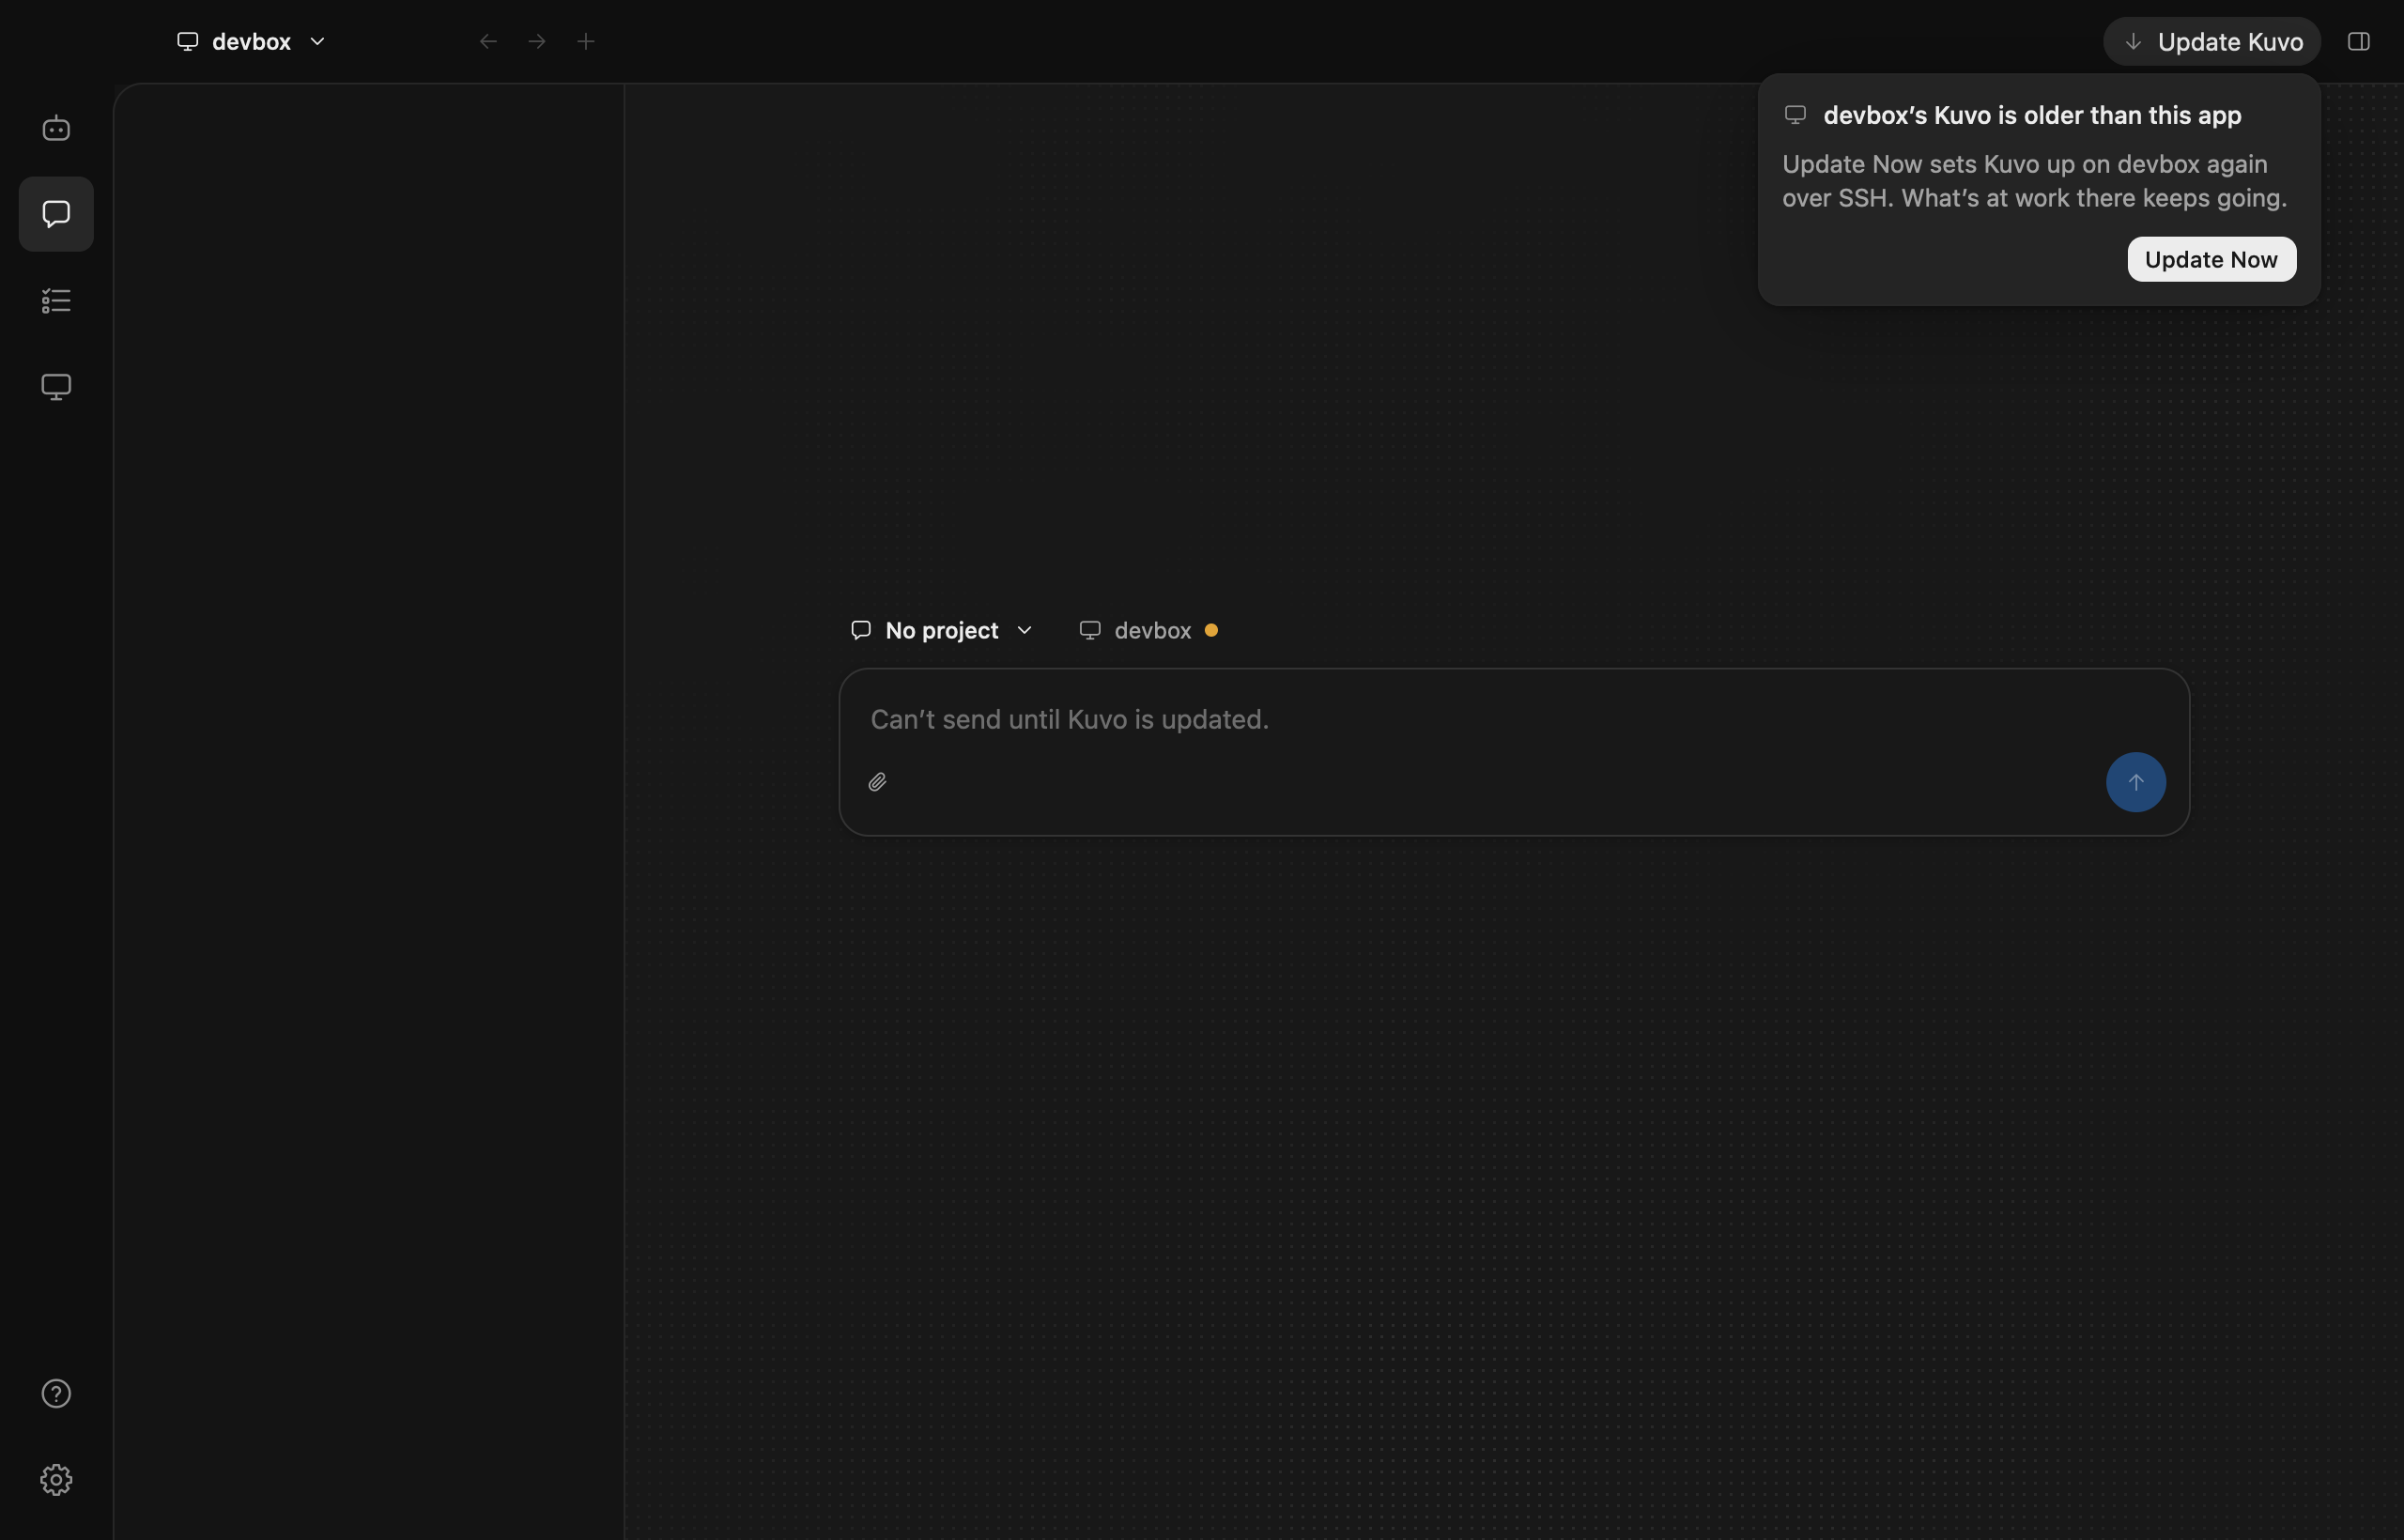 devbox
Update Kuvo
devbox’s Kuvo is older than this app
Update Now sets Kuvo up on devbox again
over SSH. What’s at work there keeps going.
Update Now
No project
devbox
Can’t send until Kuvo is updated.